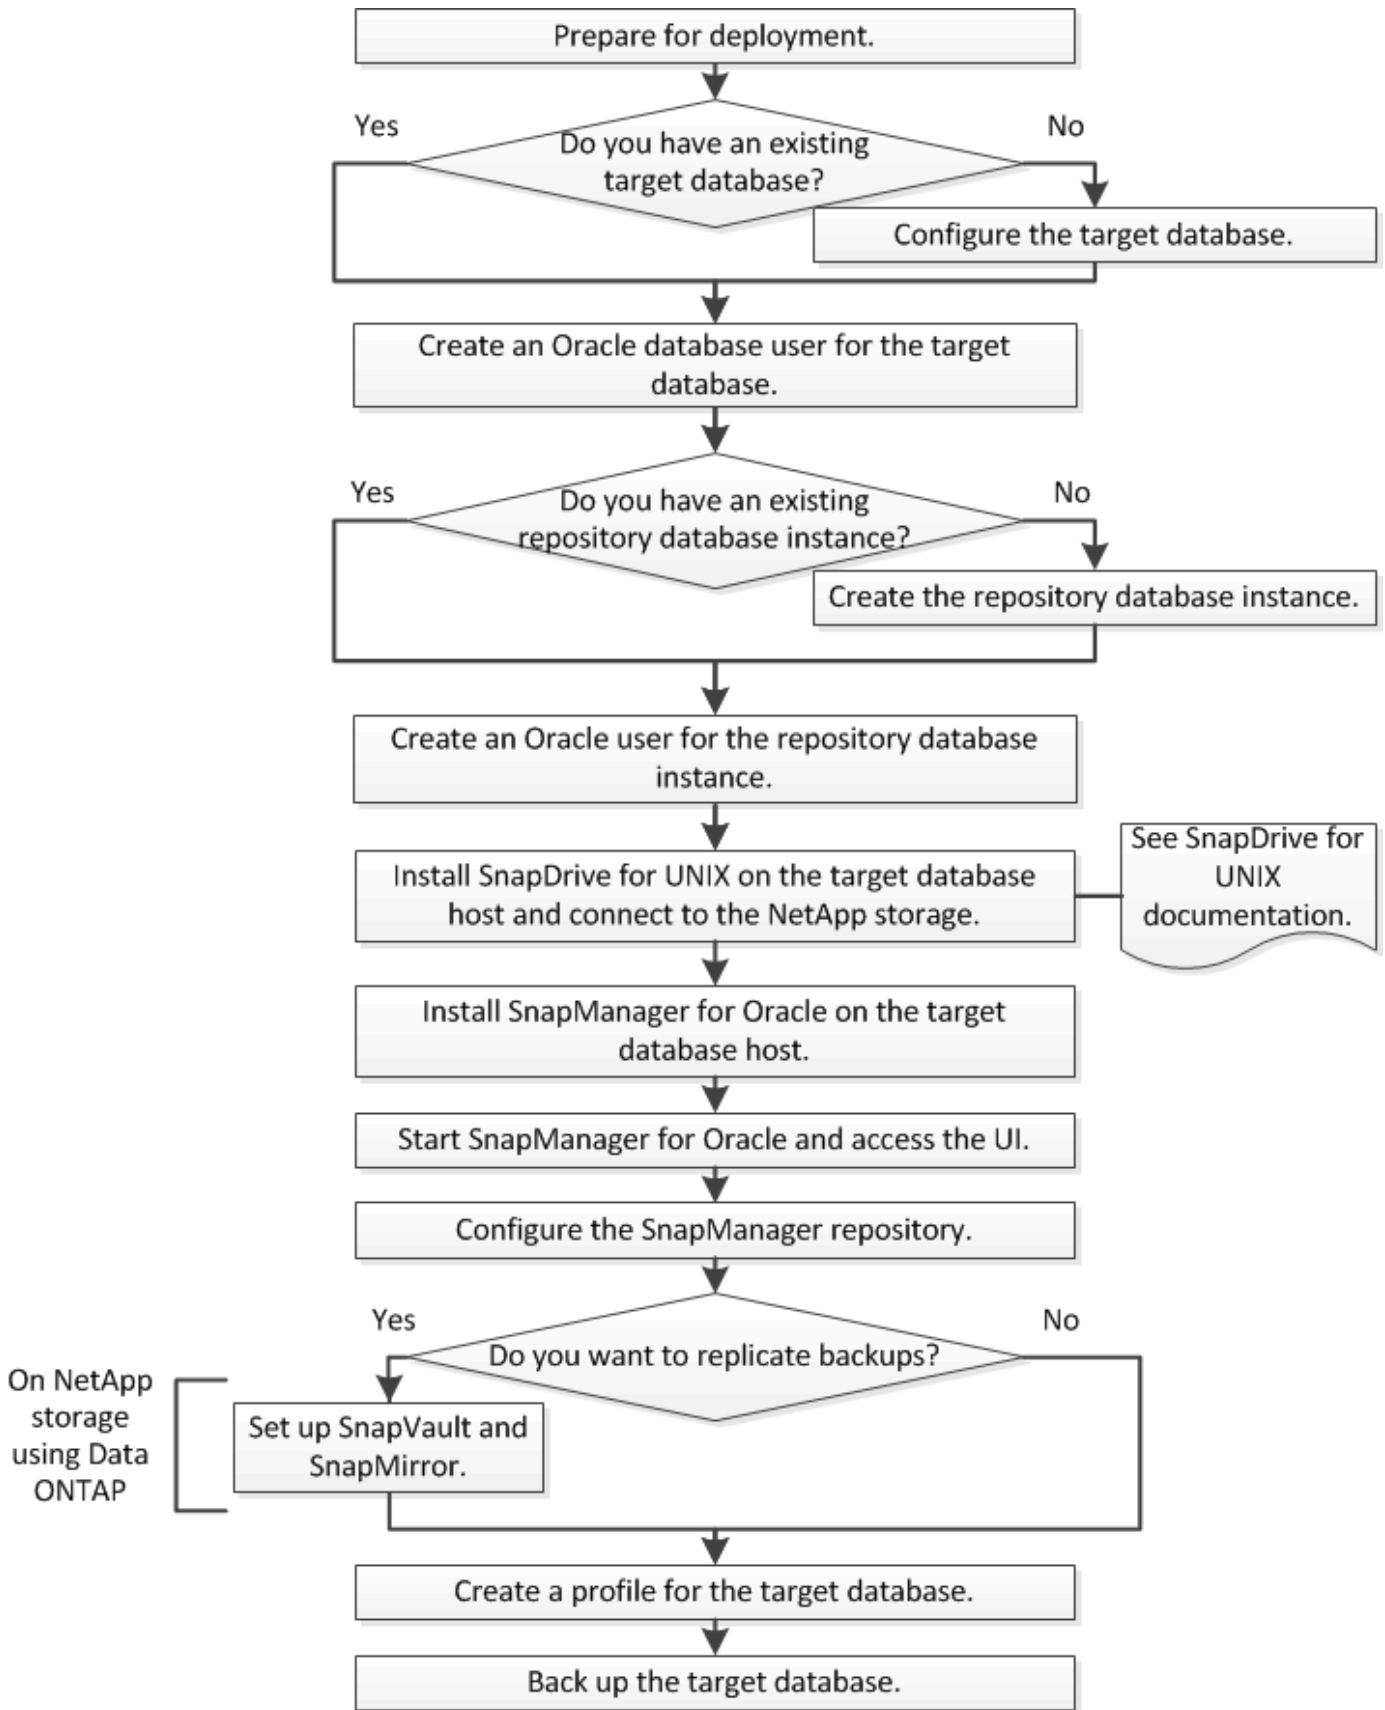 Prepare for deployment.
Yes
No
Do you have an existing
target database?
Configure the target database.
Create an Oracle database user for the target
database.
Yes
No
Do you have an existing
repository database instance?
Create the repository database instance.
Create an Oracle user for the repository database
instance.
Install SnapDrive for UNIX on the target database
host and connect to the NetApp storage.
See SnapDrive for
UNIX
documentation.
Install SnapManager for Oracle on the target
database host.
Start SnapManager for Oracle and access the UI.
Configure the SnapManager repository.
Yes
No
Do you want to replicate backups?
On NetApp
storage
using Data
ONTAP
Set up SnapVault and
SnapMirror.
Create a profile for the target database.
Back up the target database.